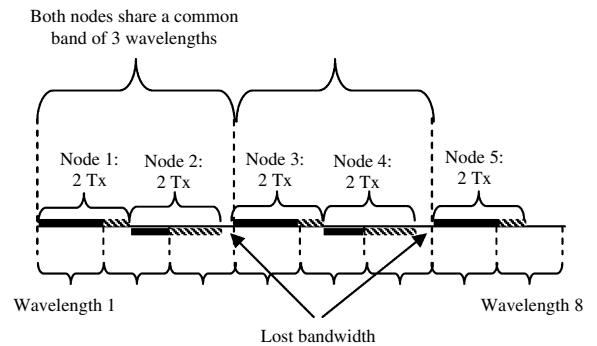 Both nodes share a common
band of 3 wavelengths
Node 1:
2 Tx
Node 2:
2 Tx
Node 3:
2 Tx
Node 4:
2 Tx
Node 5:
2 Tx
Wavelength 1
Wavelength 8
Lost bandwidth